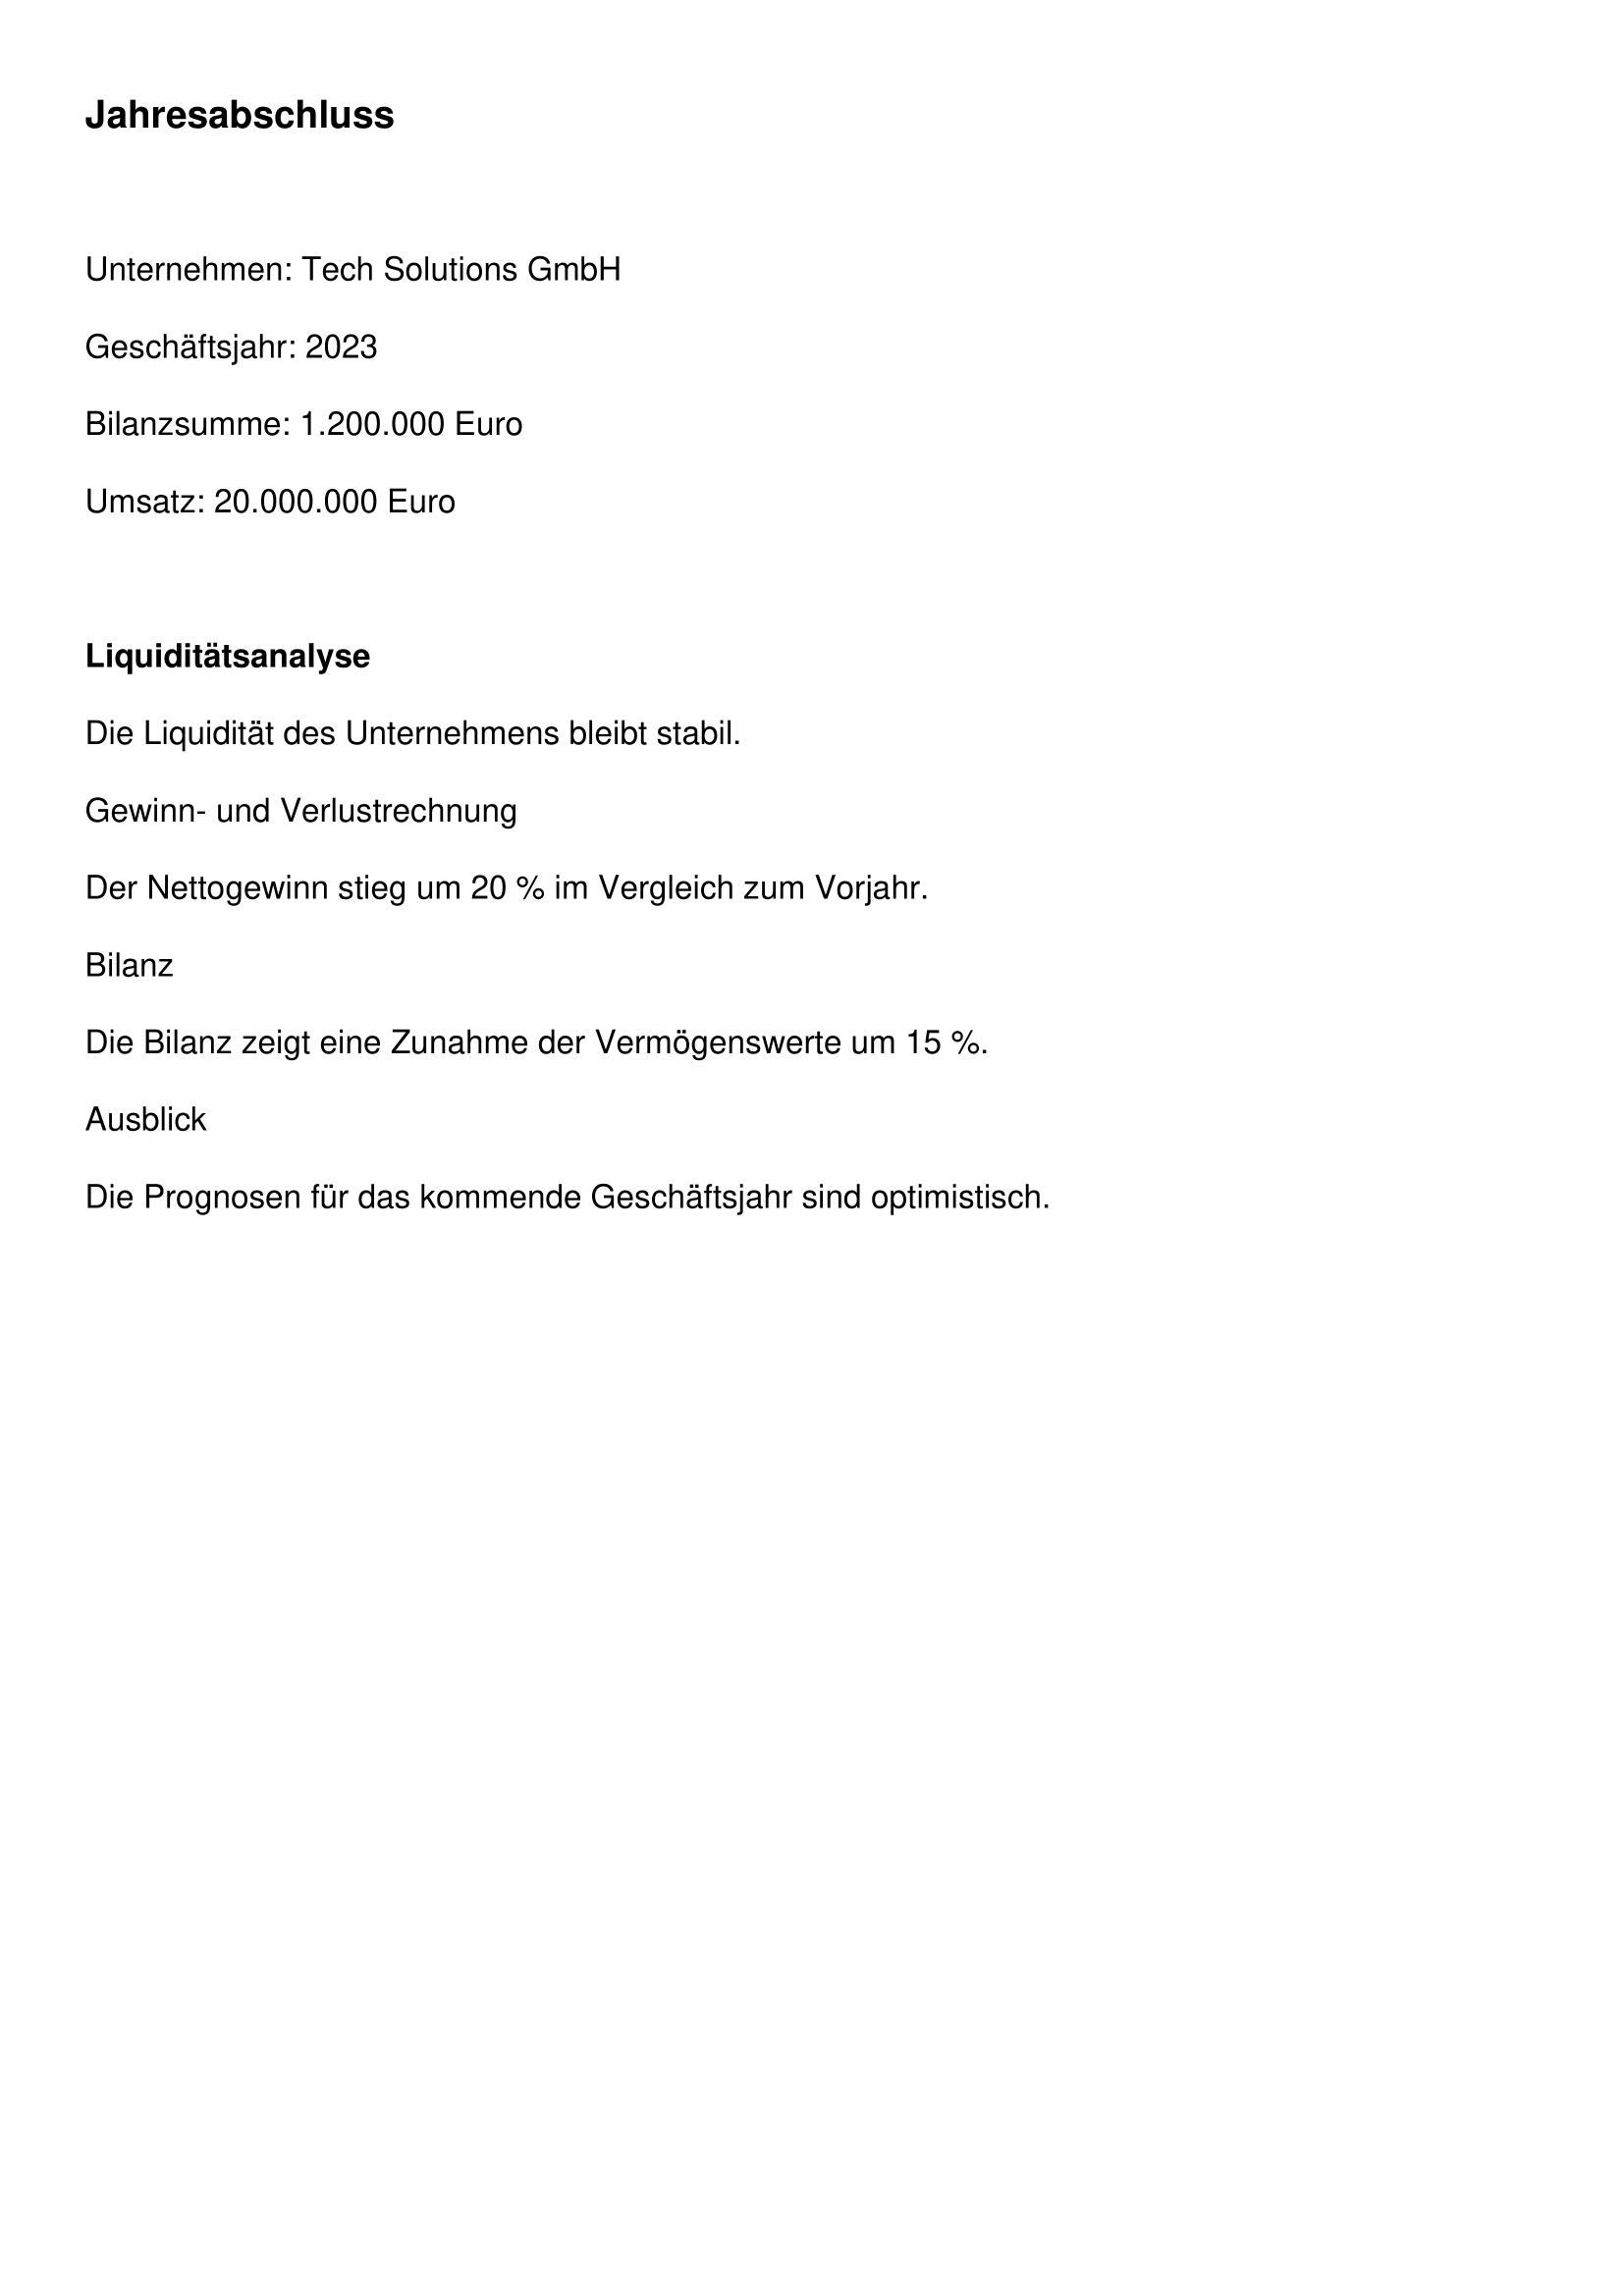 Jahresabschluss
Unternehmen: Tech Solutions GmbH
Geschäftsjahr: 2023
Bilanzsumme: 1.200.000 Euro
Umsatz: 20.000.000 Euro
Liquiditätsanalyse
Die Liquidität des Unternehmens bleibt stabil.
Gewinn- und Verlustrechnung
Der Nettogewinn stieg um 20 % im Vergleich zum Vorjahr.
Bilanz
Die Bilanz zeigt eine Zunahme der Vermögenswerte um 15 %.
Ausblick
Die Prognosen für das kommende Geschäftsjahr sind optimistisch.